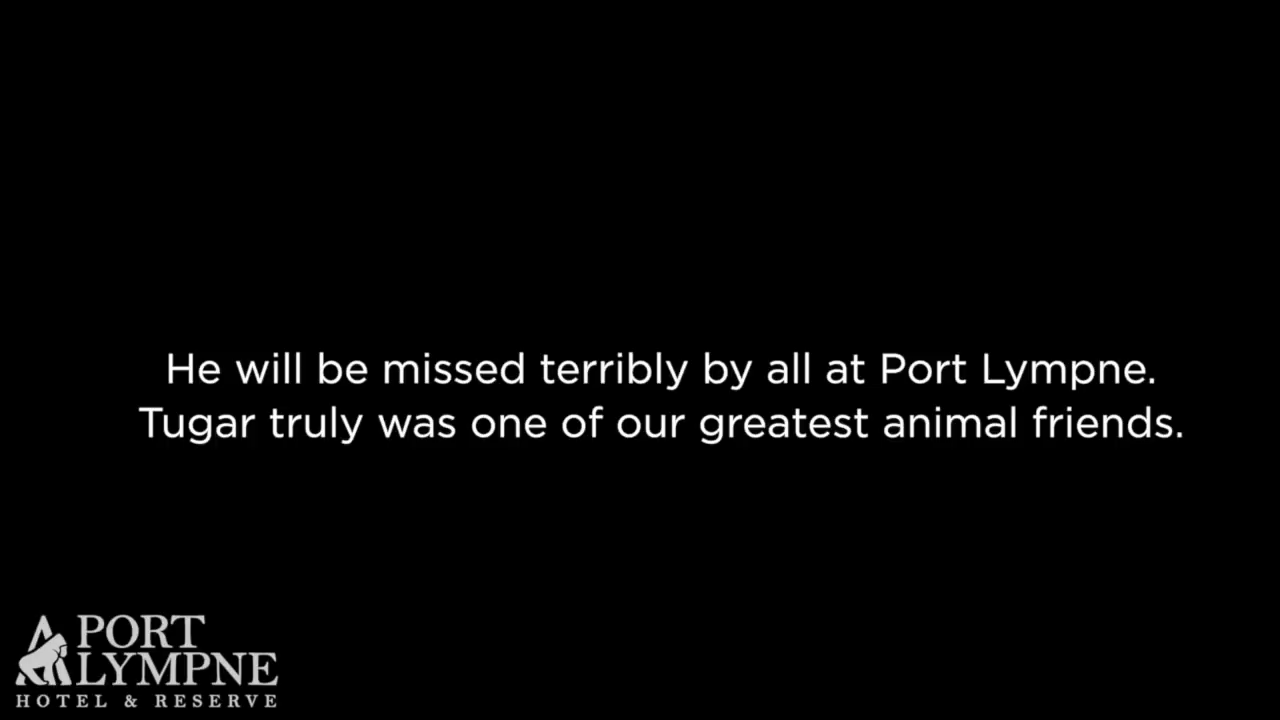 He will be missed terribly by all at Port Lympne.
Tugar truly was one of our greatest animal friends.
PORT
LYMPNE
HOTEL & RESERVE